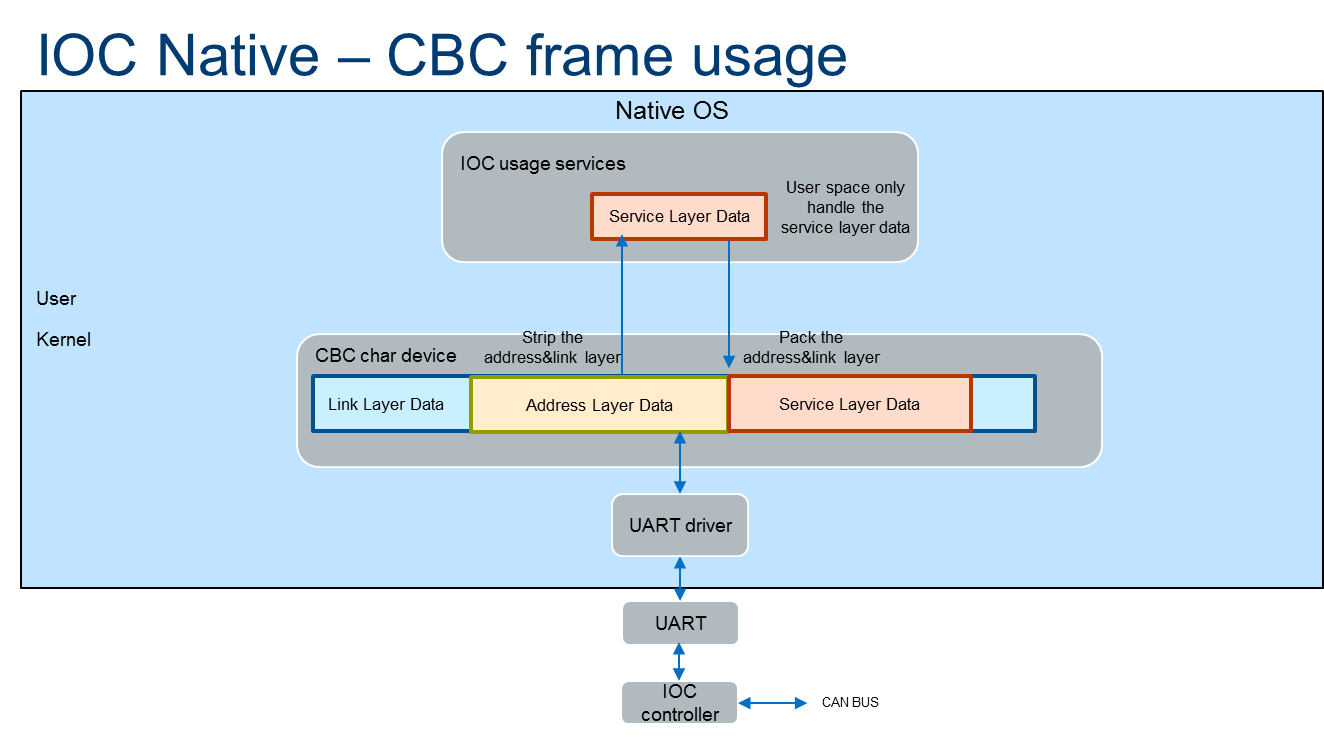 IOC Native – CBC frame usage
Native OS
IOC usage services
User space only
handle the
service layer data
Service Layer Data
User
Kernel
Strip the
address&link layer
Pack the
address&link layer
CBC char device
Link Layer Data
Address Layer Data
Service Layer Data
UART driver
UART
IOC
controller
CAN BUS